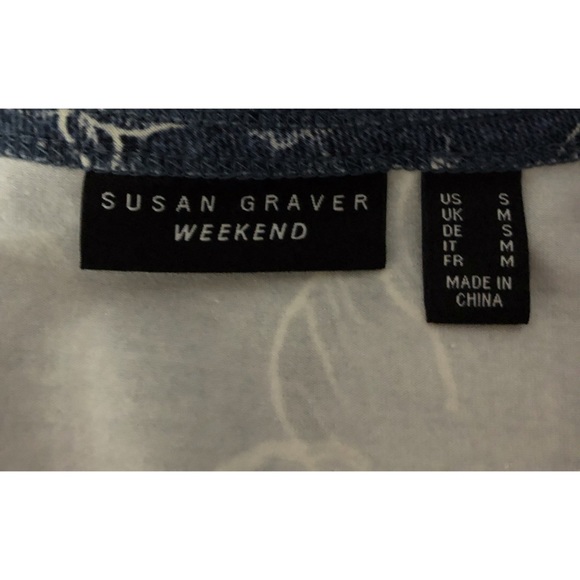 SUSAN GRAVER
WEEKEND
US S
UK M
DE S
IT M
FR M
MADE IN
CHINA